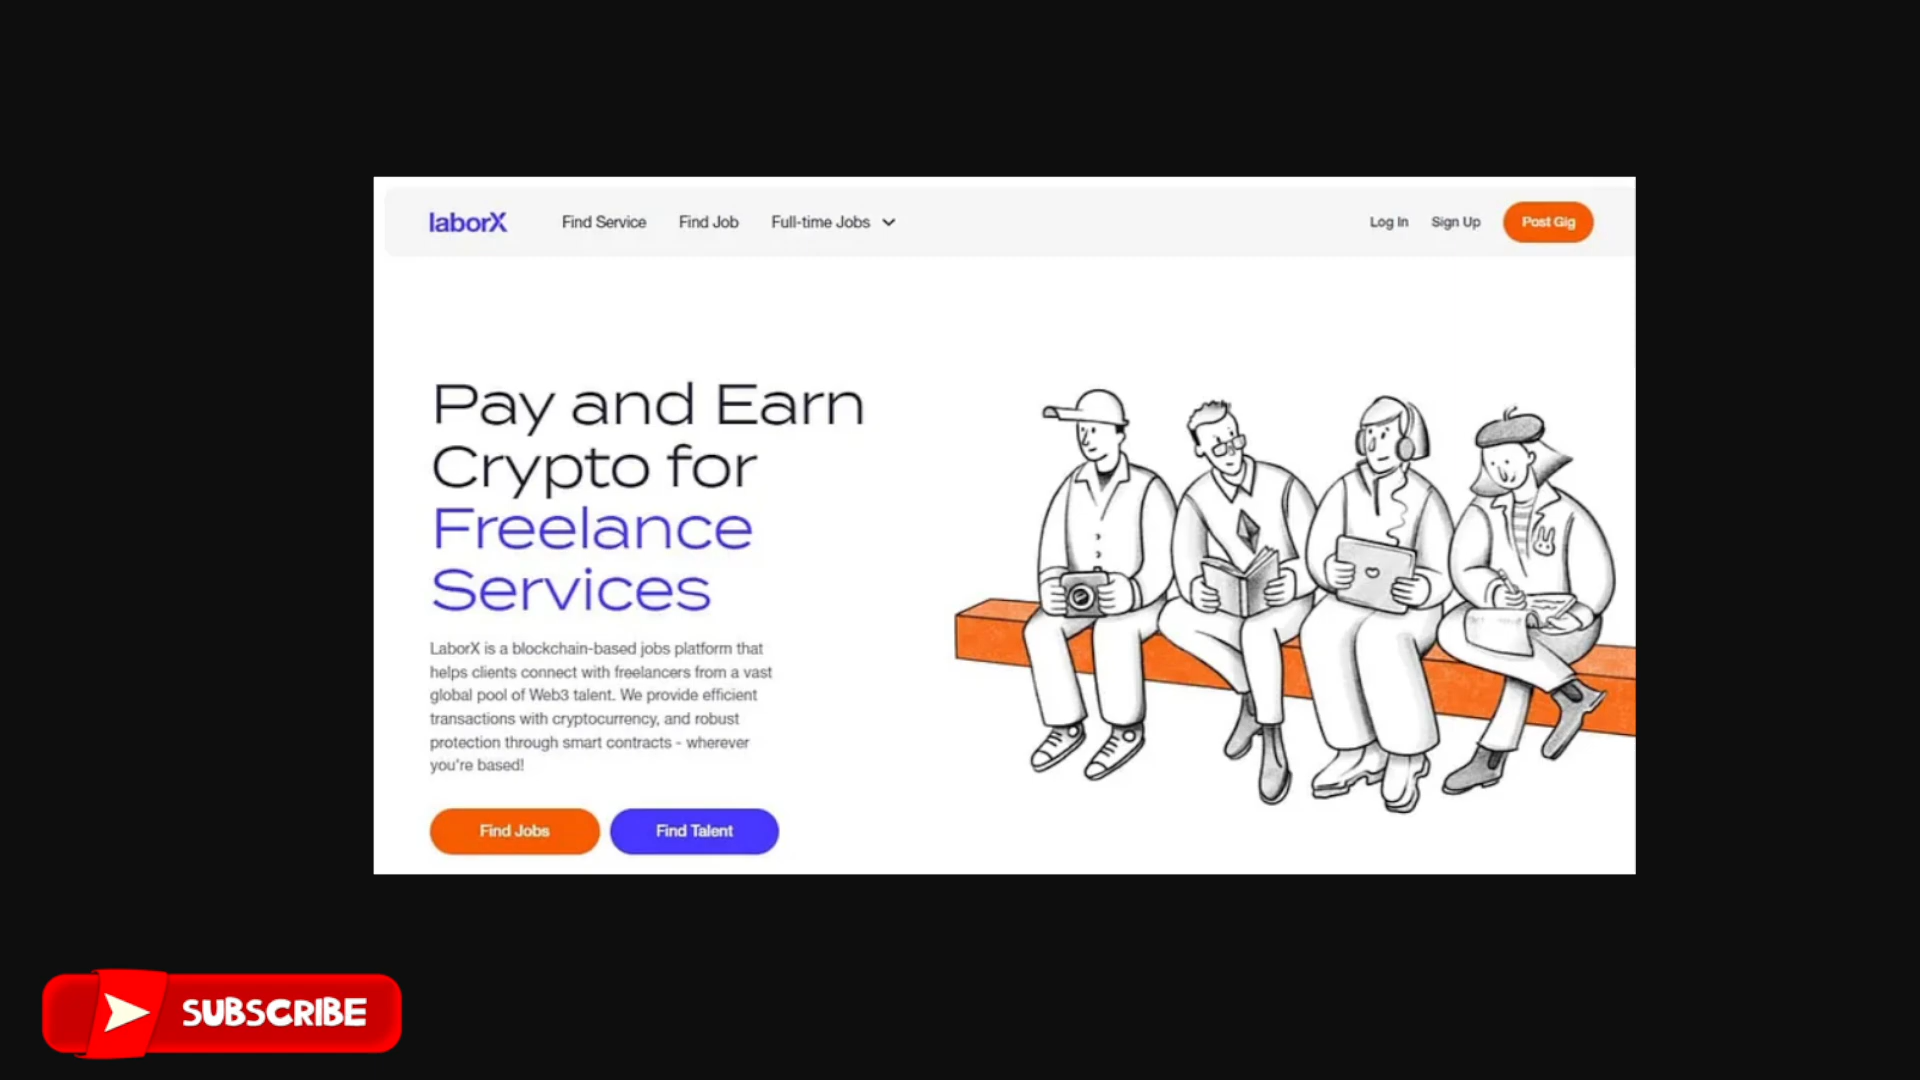 laborX Find Service Find Job Full-time Jobs Log In Sign Up Post Gig
Pay and Earn
Crypto for
Freelance
Services
LaborX is a blockchain-based jobs platform that
helps clients connect with freelancers from a vast
global pool of Web3 talent. We provide efficient
transactions with cryptocurrency, and robust
protection through smart contracts - wherever
you're based!
Find Jobs Find Talent
SUBSCRIBE